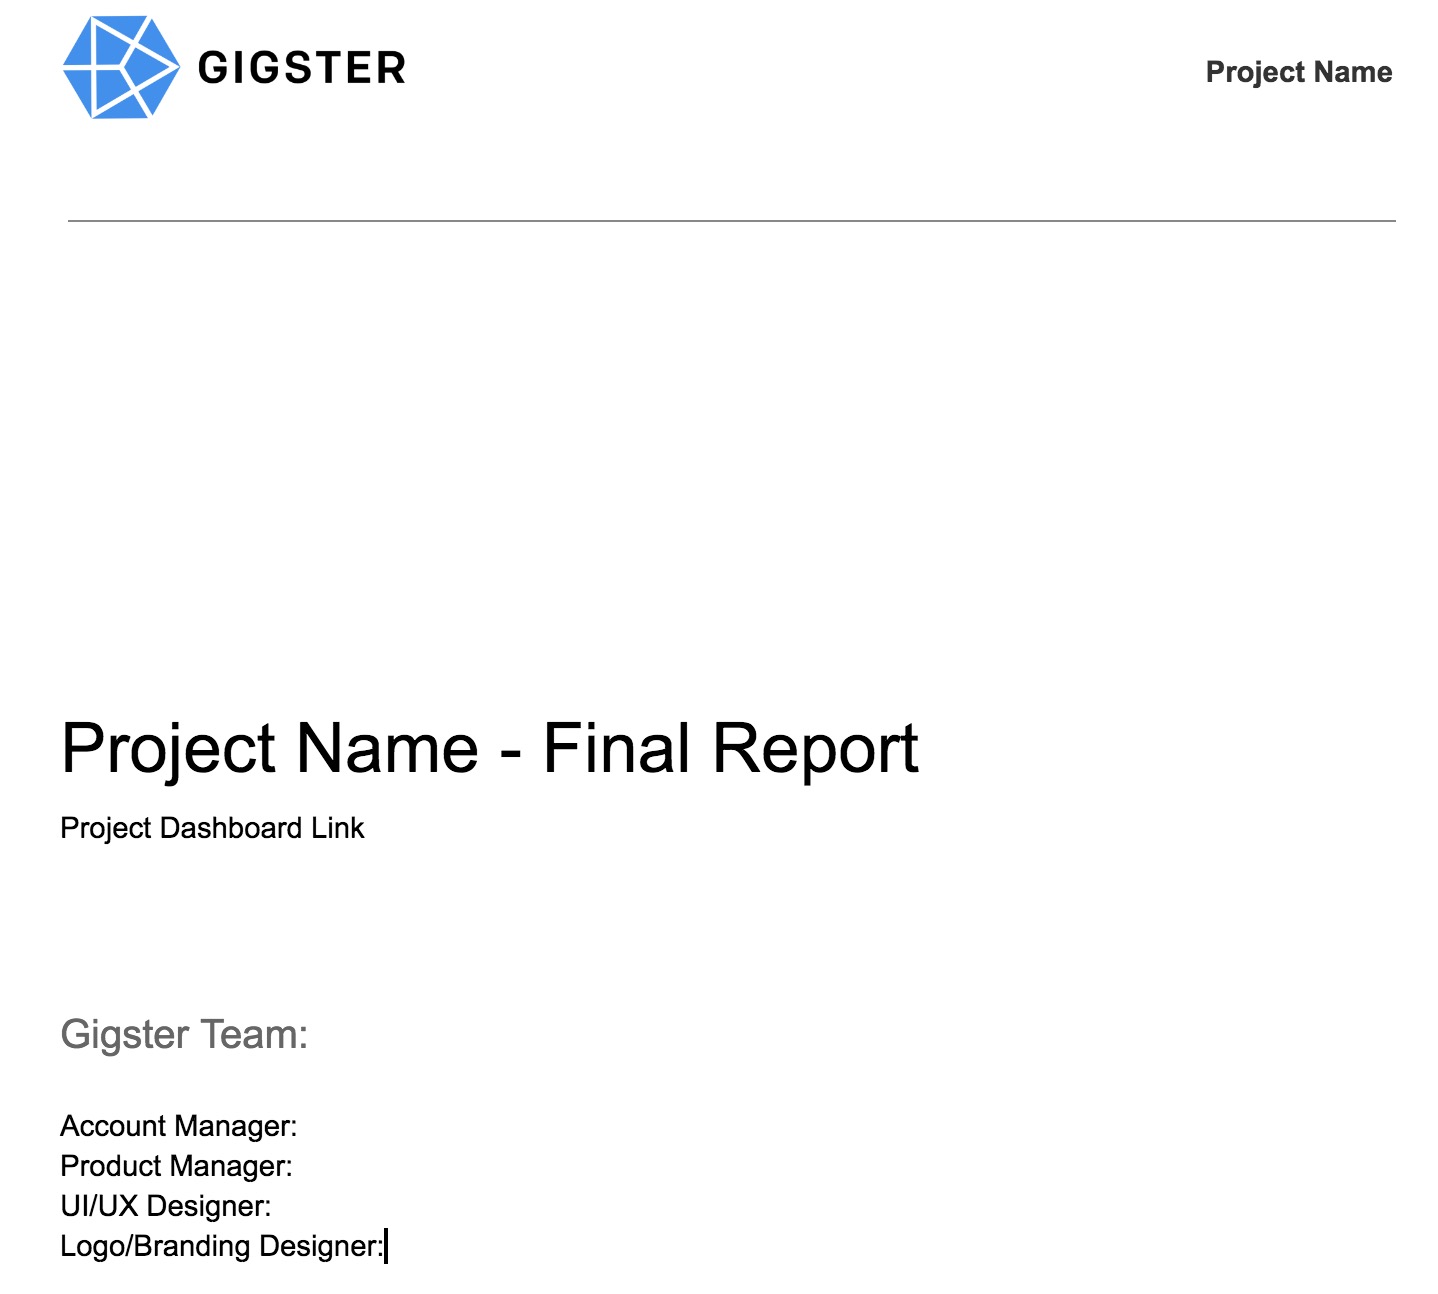 GIGSTER
Project Name
Project Name - Final Report
Project Dashboard Link
Gigster Team:
Account Manager:
Product Manager:
UI/UX Designer:
Logo/Branding Designer: